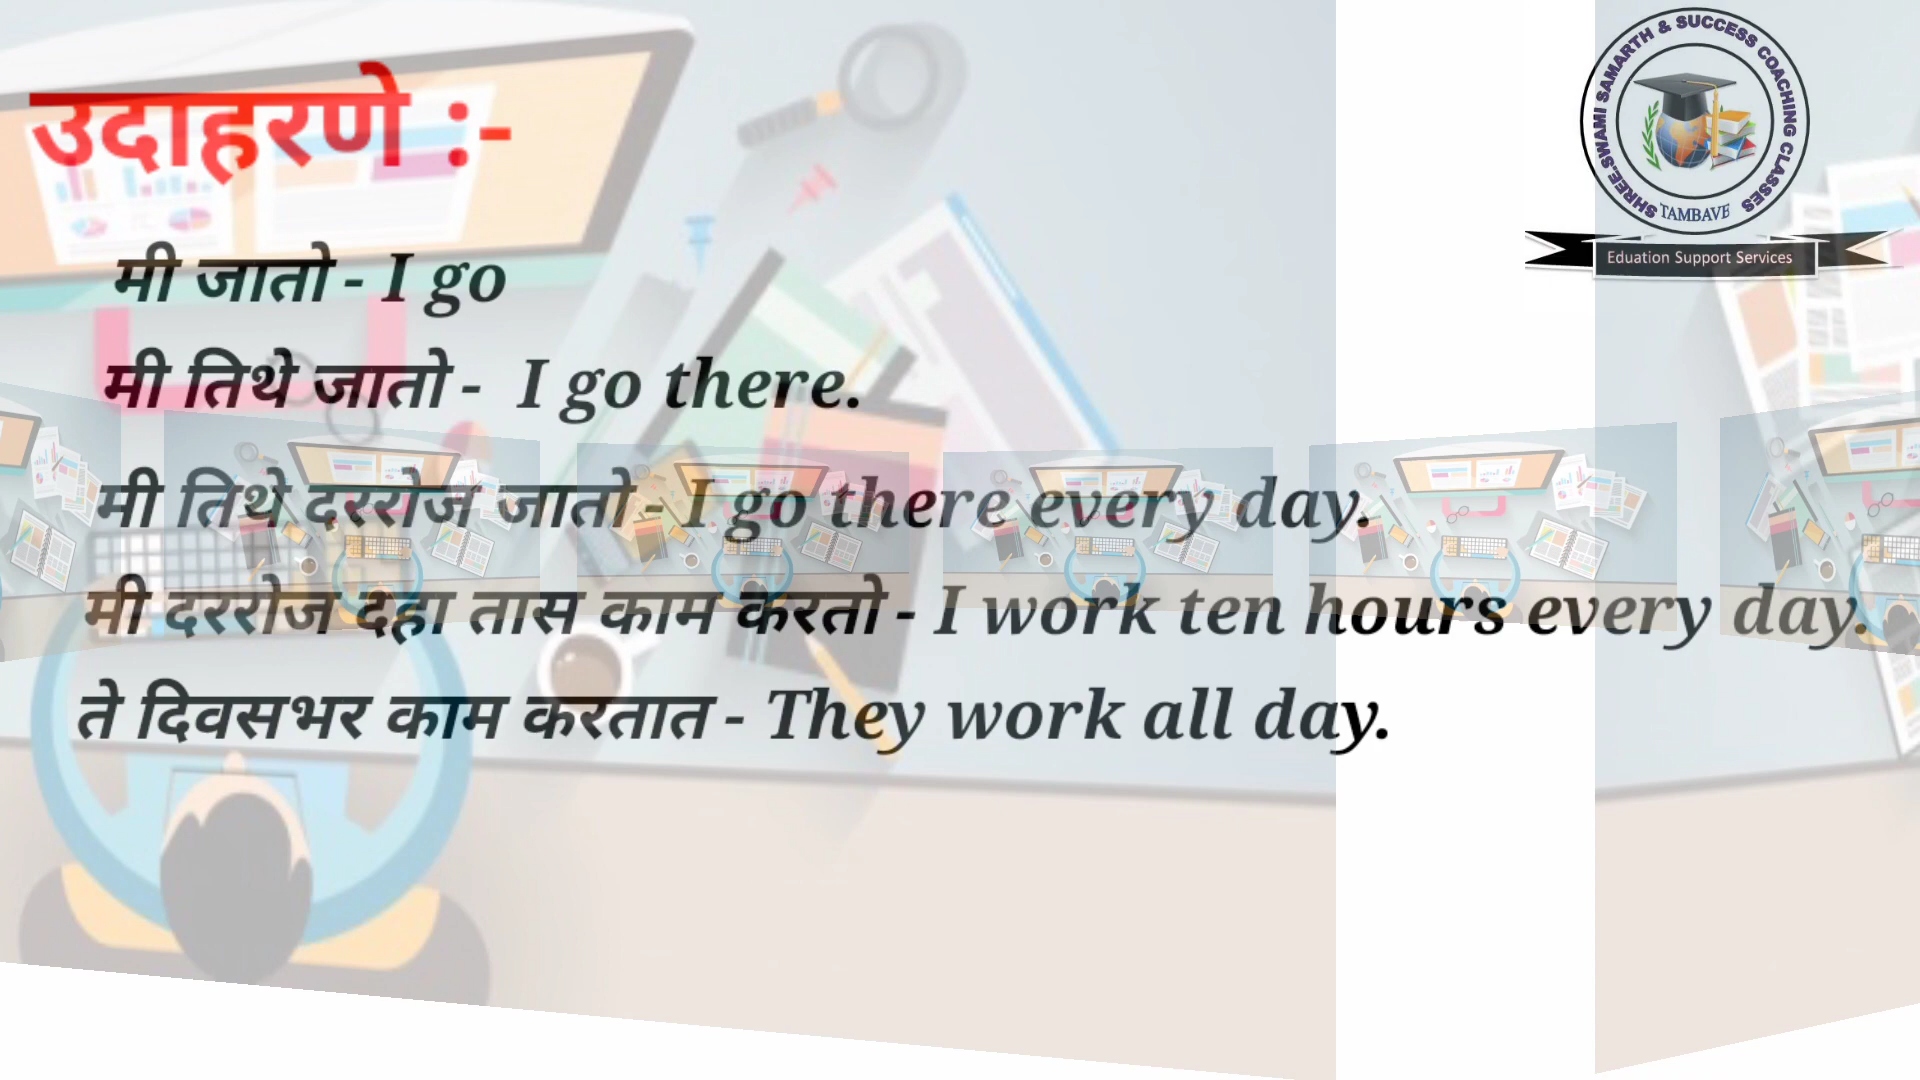 उदाहरणे :-
मी जातो - I go
मी तिथे जातो - I go there.
मी तिथे दररोज जातो - I go there every day.
मी दररोज दहा तास काम करतो - I work ten hours every day.
ते दिवसभर काम करतात - They work all day.
SHREE.SWAMI SAMARTH & SUCCESS COACHING CLASSES
TAMBAVE
Eduation Support Services